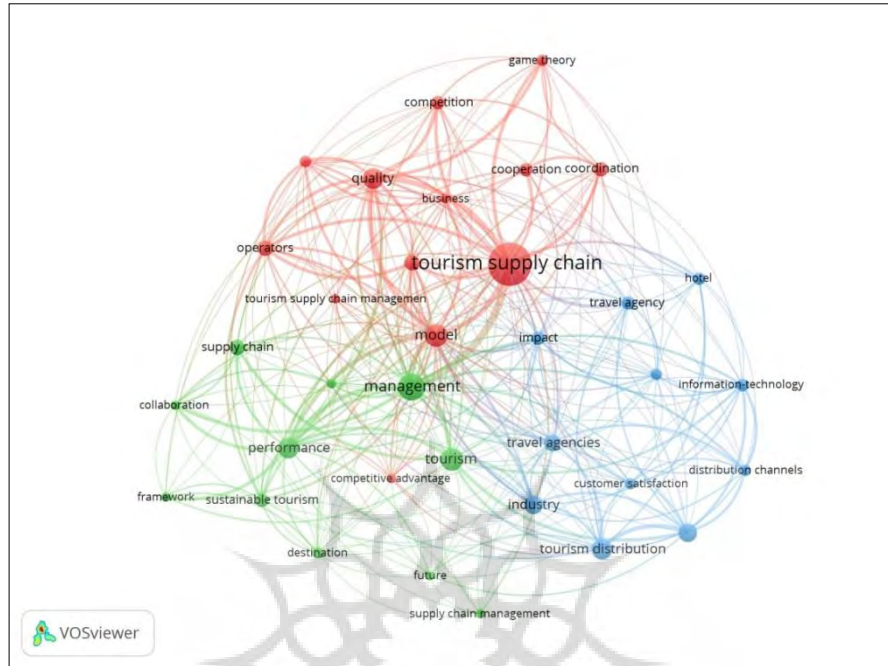 game theory
competition
cooperation
coordination
quality
business
operators
tourism supply chain
hotel
tourism supply chain managemen
travel agency
model
impact
supply chain
management
information-technology
collaboration
performance
travel agencies
tourism
distribution channels
competitive advantage
customer satisfaction
framework
sustainable tourism
industry
destination
tourism distribution
future
supply chain management
VOSviewer